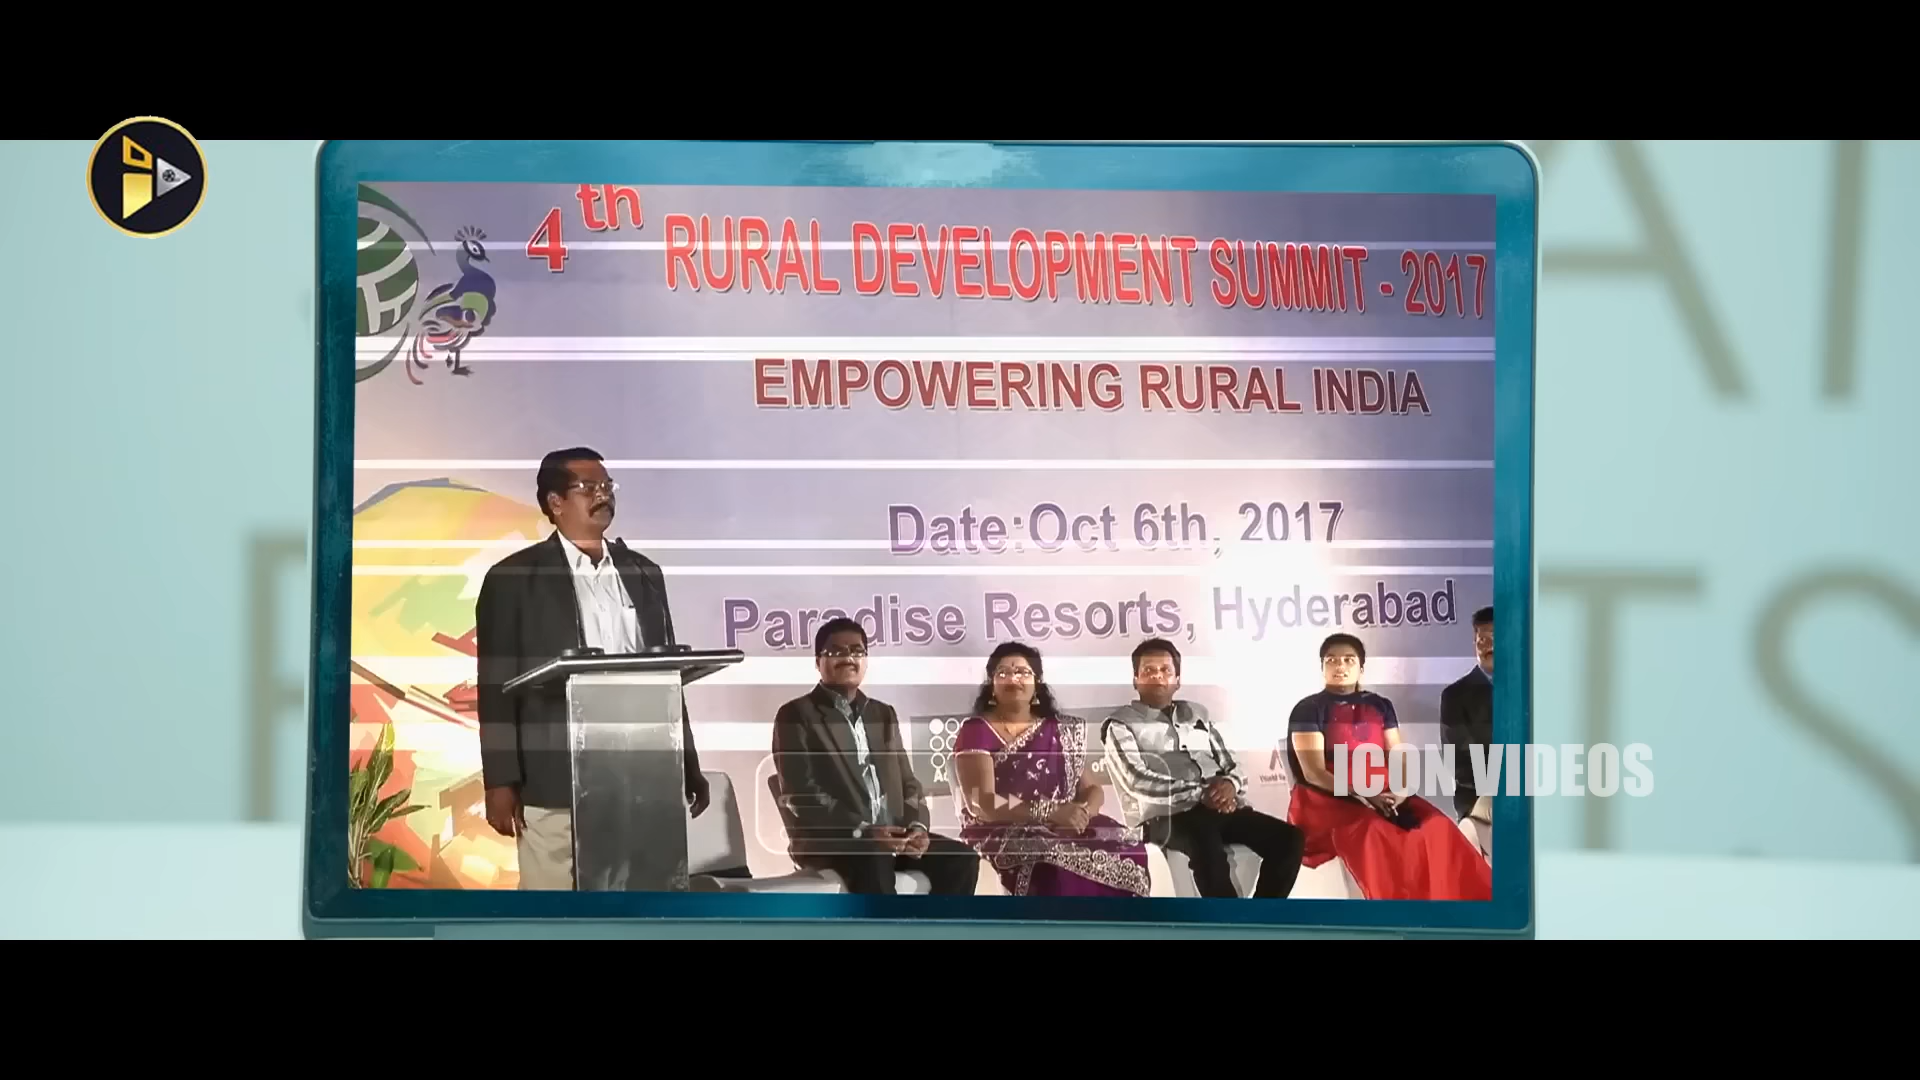 4th RURAL DEVELOPMENT SUMMIT - 2017
EMPOWERING RURAL INDIA
Date:Oct 6th, 2017
Paradise Resorts, Hyderabad
ICON VIDEOS